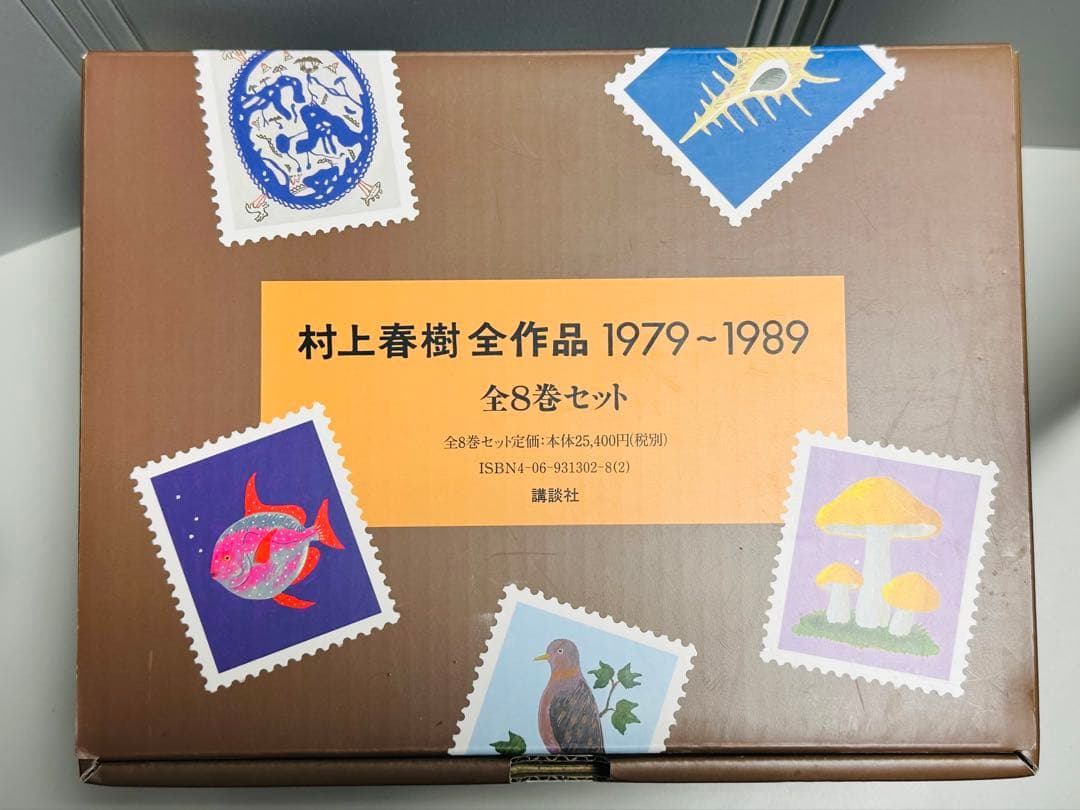 村上春樹 全作品 1979~1989
全8巻セット
全8巻セット定価:本体25,400円(税別)
ISBN4-06-931302-8(2)
講談社